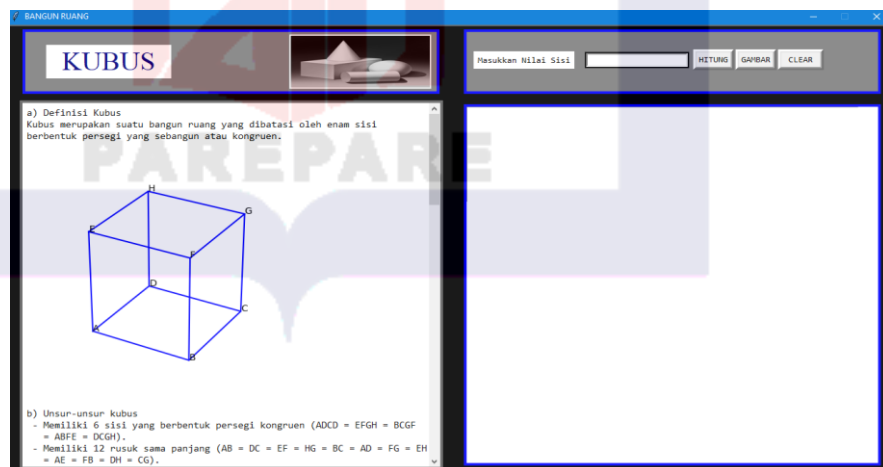 BANGUN RUANG
KUBUS
Masukkan Nilai Sisi
HITUNG
GAMBAR
CLEAR
a) Definisi Kubus
Kubus merupakan suatu bangun ruang yang dibatasi oleh enam sisi
berbentuk persegi yang sebangun atau kongruen.
PAREPARE
H
G
E
F
D
C
A
B
b) Unsur-unsur kubus
- Memiliki 6 sisi yang berbentuk persegi kongruen (ADCD = EFGH = BCGF
= ABFE = DCGH).
- Memiliki 12 rusuk sama panjang (AB = DC = EF = HG = BC = AD = FG = EH
= AE = FB = DH = CG).